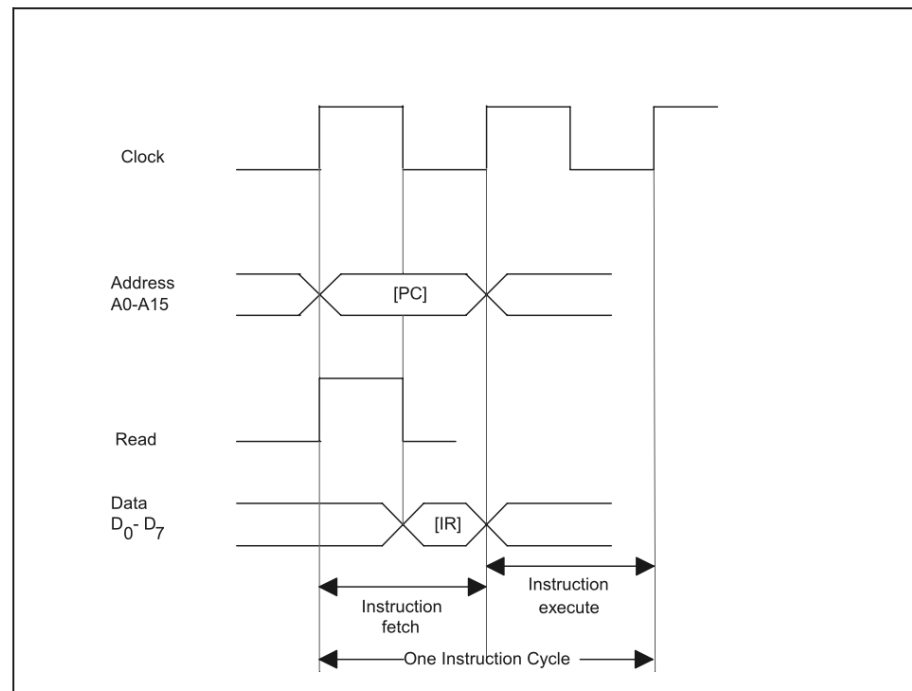 Clock
Address
A0-A15
[PC]
Read
Data
D0- D7
[IR]
Instruction
fetch
Instruction
execute
One Instruction Cycle